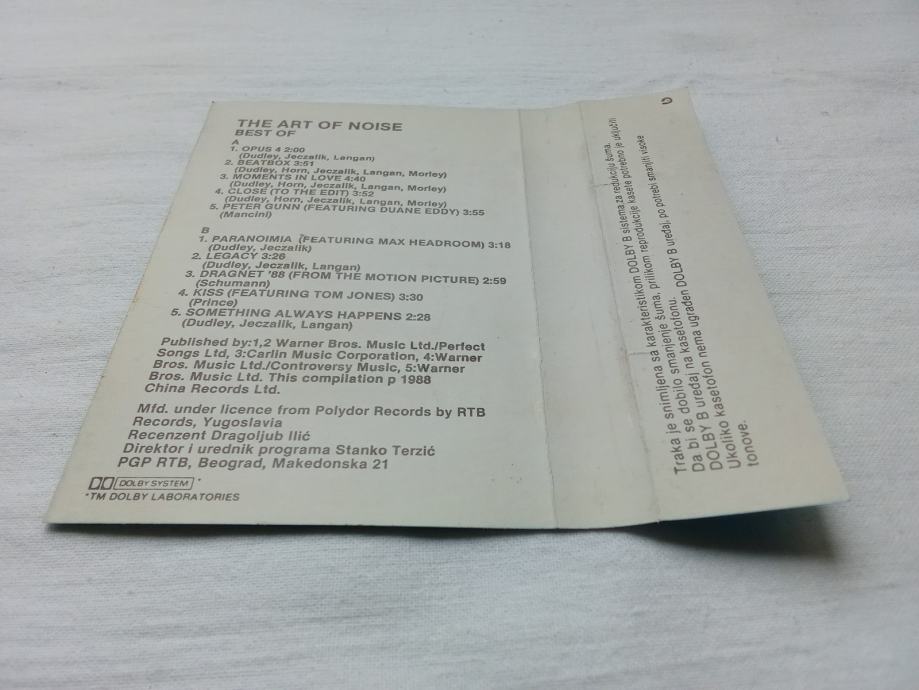 THE ART OF NOISE
BEST OF
A
1. OPUS 4 2:00
(Dudley, Jeczalik, Langan)
2. BEATBOX 3:51
(Dudley, Horn, Jeczalik, Langan, Morley)
3. MOMENTS IN LOVE 4:40
(Dudley, Horn, Jeczalik, Langan, Morley)
4. CLOSE (TO THE EDIT) 3:52
(Dudley, Horn, Jeczalik, Langan, Morley)
5. PETER GUNN (FEATURING DUANE EDDY) 3:55
(Mancini)
B
1. PARANOIMIA (FEATURING MAX HEADROOM) 3:18
(Dudley, Jeczalik)
2. LEGACY 3:26
(Dudley, Jeczalik, Langan)
3. DRAGNET '88 (FROM THE MOTION PICTURE) 2:59
(Schumann)
4. KISS (FEATURING TOM JONES) 3:30
(Prince)
5. SOMETHING ALWAYS HAPPENS 2:28
(Dudley, Jeczalik, Langan)
Published by:1,2 Warner Bros. Music Ltd./Perfect
Songs Ltd, 3:Carlin Music Corporation, 4:Warner
Bros. Music Ltd./Controversy Music, 5:Warner
Bros. Music Ltd. This compilation p 1988
China Records Ltd.
Mfd. under licence from Polydor Records by RTB
Records, Yugoslavia
Recenzent Dragoljub Ilić
Direktor i urednik programa Stanko Terzić
PGP RTB, Beograd, Makedonska 21
DOLBY SYSTEM *
*TM DOLBY LABORATORIES
Traka je snimljena sa karakteristikom DOLBY B sistema za redukciju šuma.
Da bi se dobilo smanjenje šuma, prilikom reprodukcije kasete potrebno je uključiti
DOLBY B uređaj na kasetofonu.
Ukoliko kasetofon nema ugrađen DOLBY B uređaj, po potrebi smanjiti visoke
tonove.